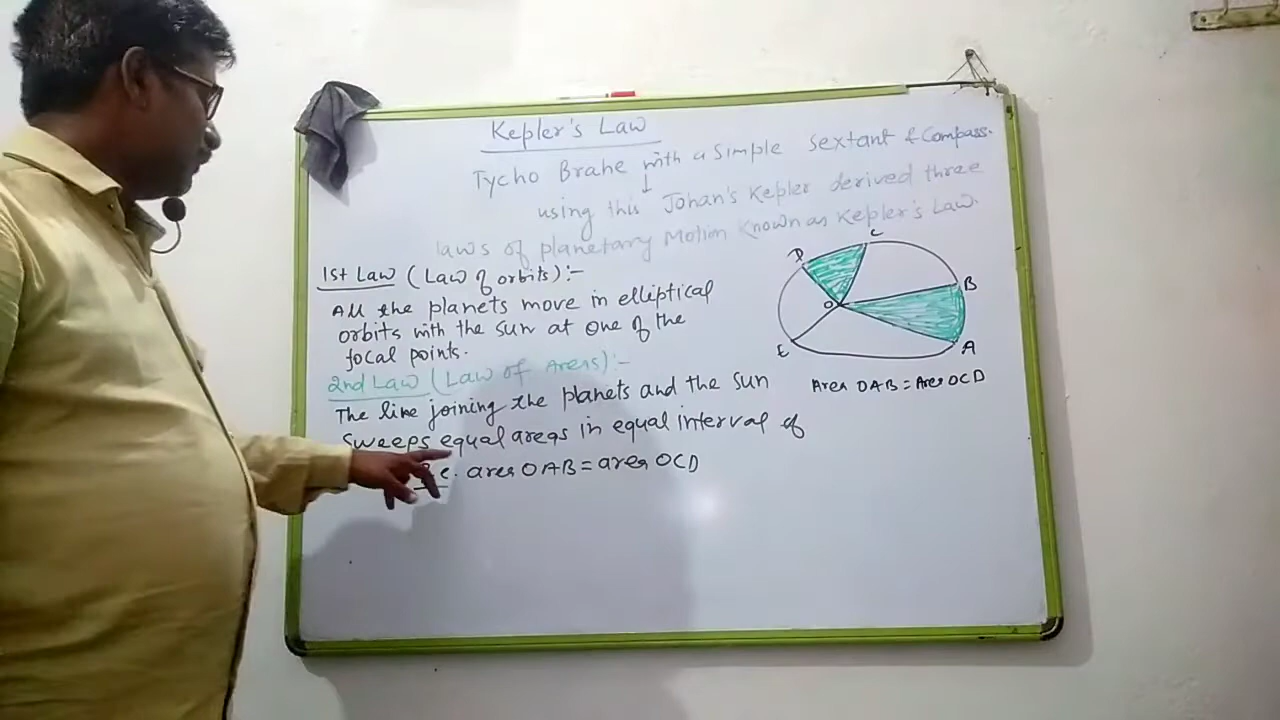 Kepler's Law
Tycho Brahe with a Simple Sextant & Compass.
↓
using this Johan's Kepler derived three
laws of planetary Motion Known as Kepler's Law.
1st Law (Law of orbits):-
All the planets move in elliptical
orbits with the sun at one of the
focal points.
2nd Law (Law of Areas):-
The line joining the planets and the sun
sweeps equal areas in equal interval of
area OAB = area OCD
D
C
B
O
E
A
Area OAB = Area OCD